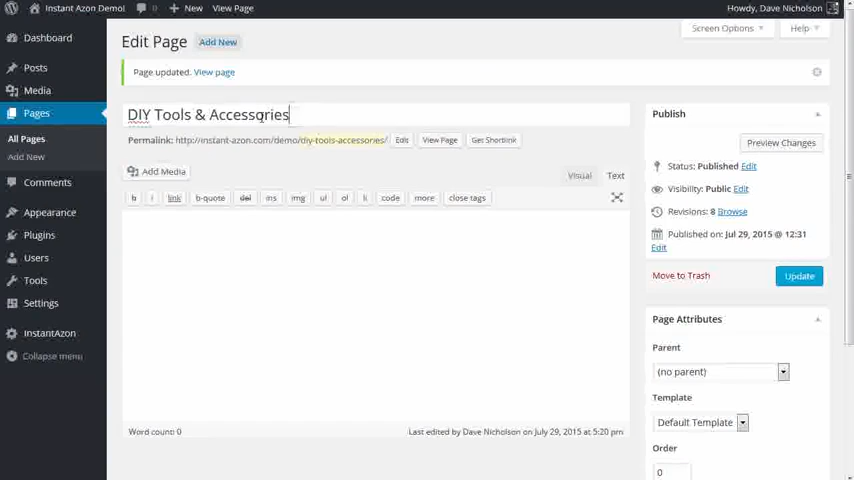 Instant Azon Demo! 0 New View Page Howdy, Dave Nicholson
Dashboard
Posts
Media
Pages
All Pages
Add New
Comments
Appearance
Plugins
Users
Tools
Settings
InstantAzon
Collapse menu
Edit Page Add New
Screen Options Help
Page updated. View page
DIY Tools & Accessories
Permalink: http://instant-azon.com/demo/diy-tools-accessories/ Edit View Page Get Shortlink
Add Media
Visual Text
b i link b-quote del ins img ul ol li code more close tags
Word count: 0 Last edited by Dave Nicholson on July 29, 2015 at 5:20 pm
Publish
Preview Changes
Status: Published Edit
Visibility: Public Edit
Revisions: 8 Browse
Published on: Jul 29, 2015 @ 12:31
Edit
Move to Trash Update
Page Attributes
Parent
(no parent)
Template
Default Template
Order
0